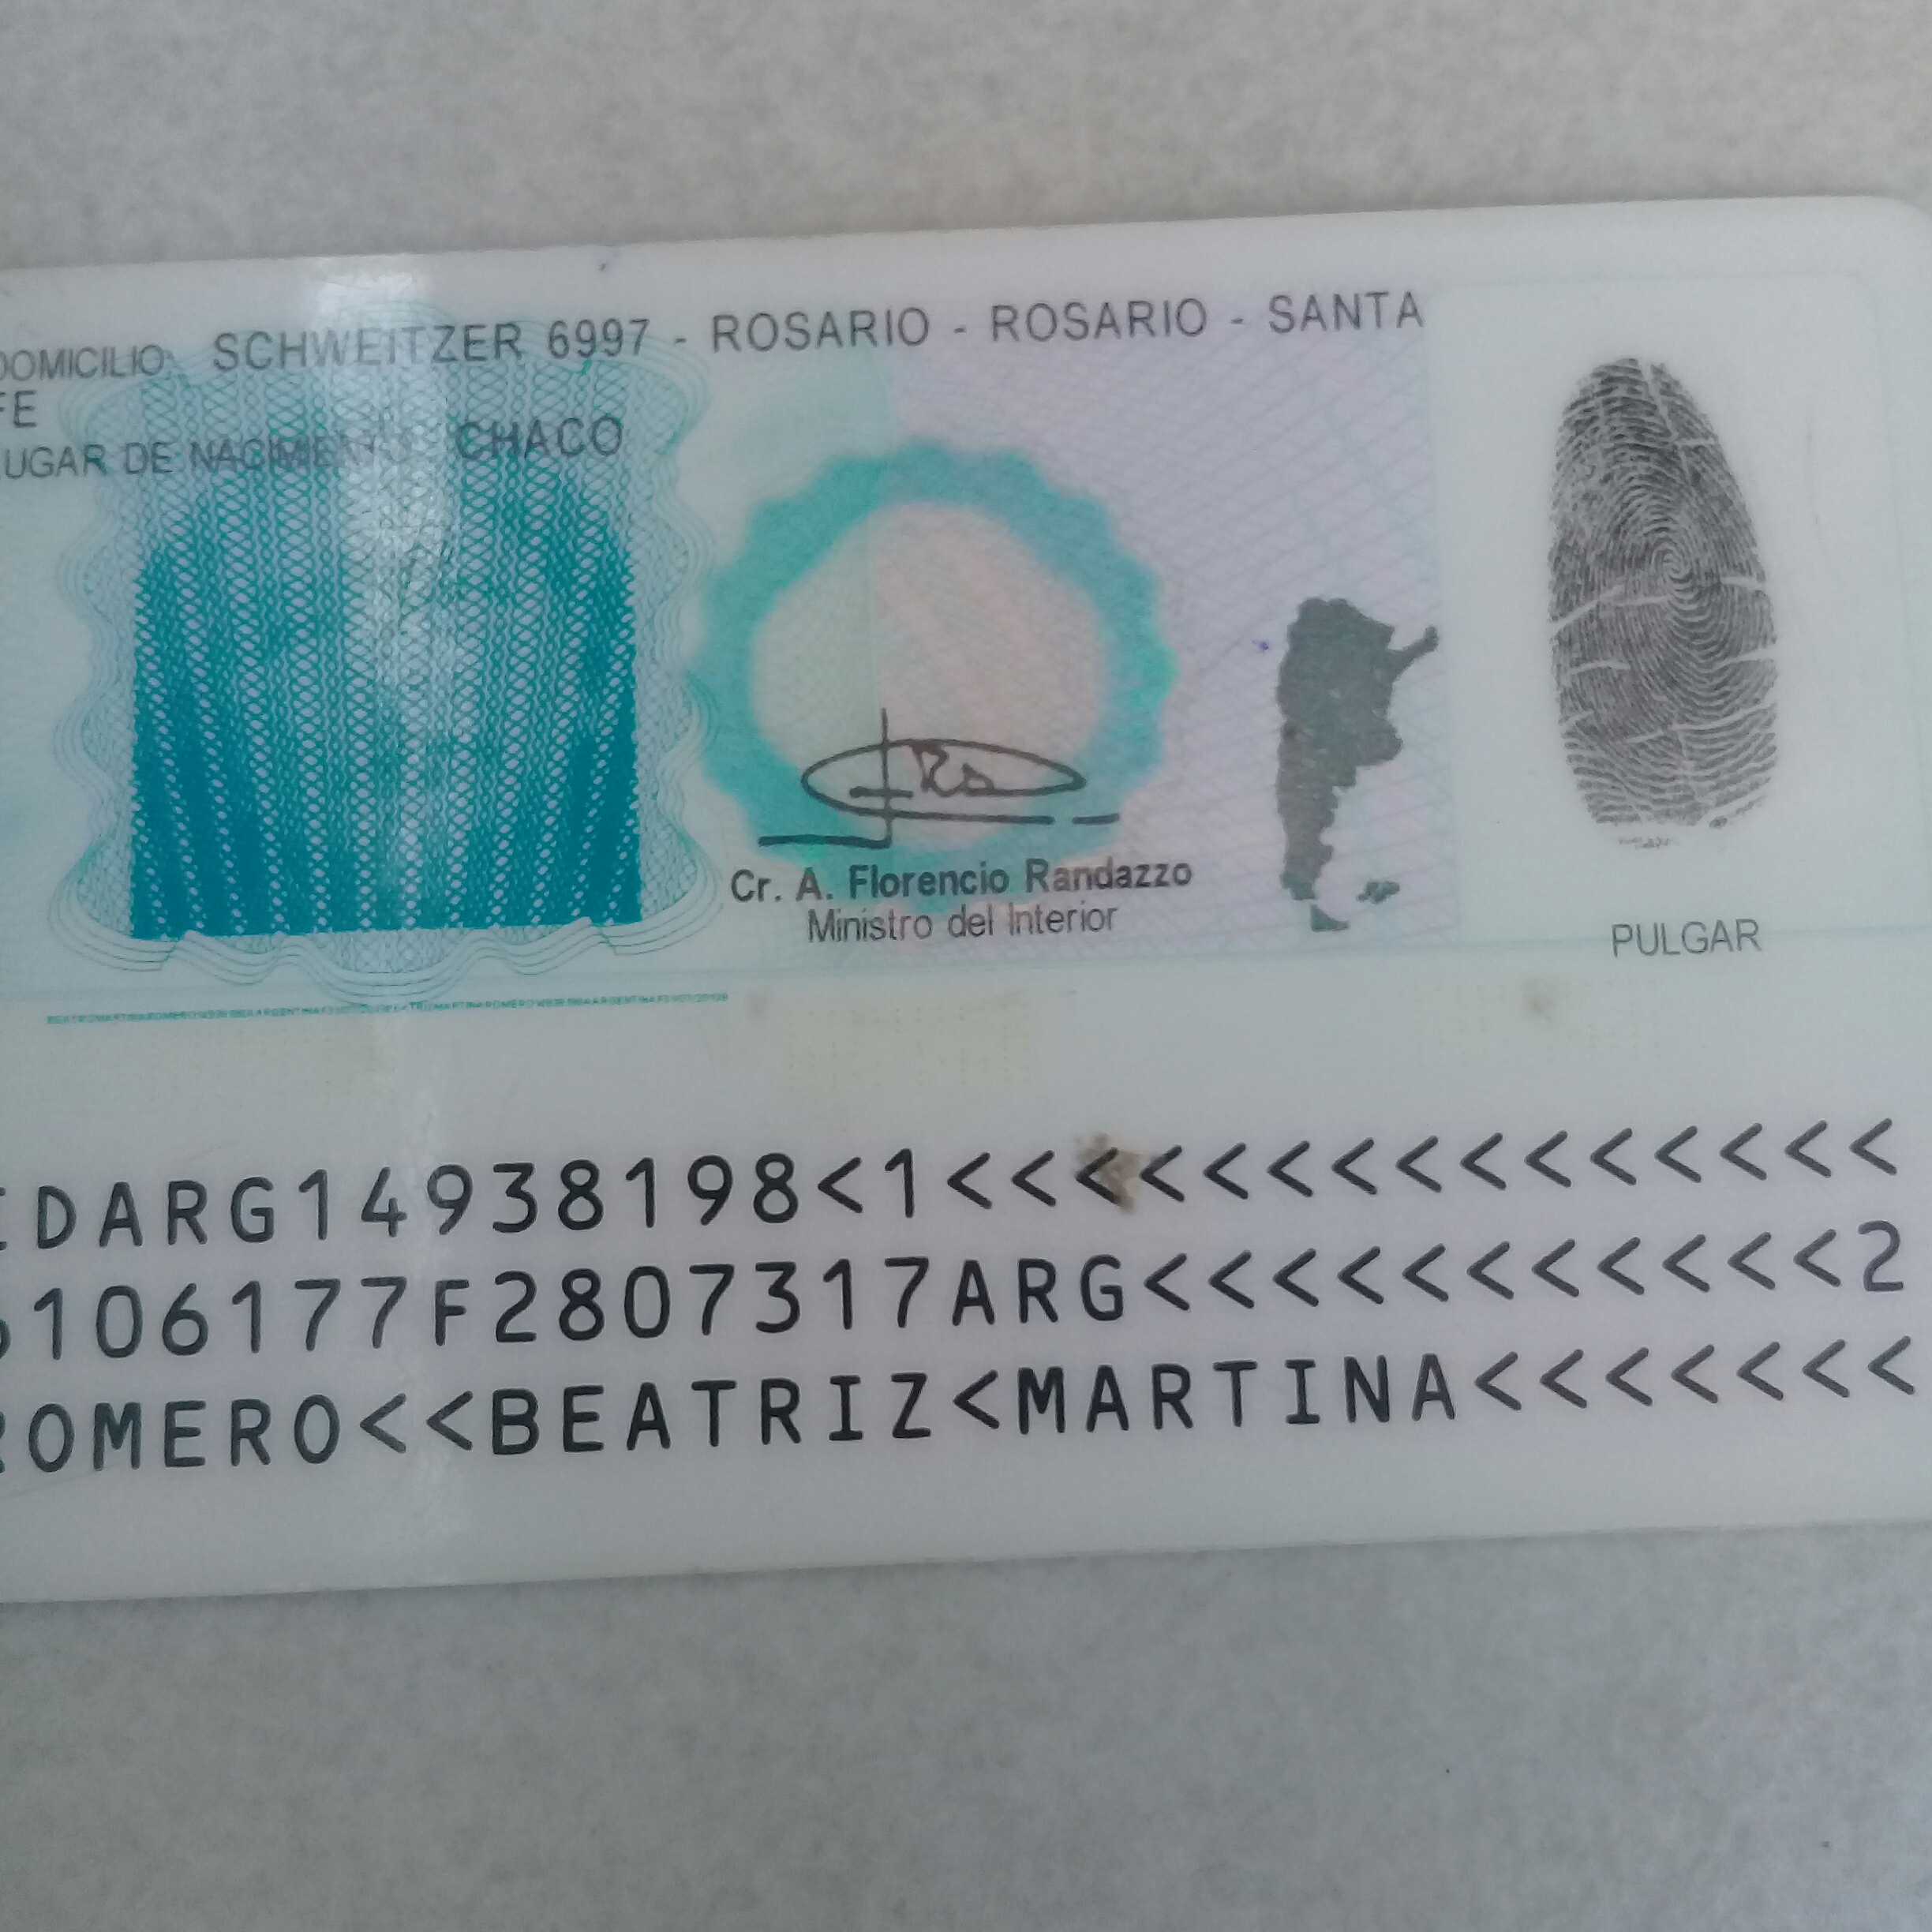 DOMICILIO: SCHWEITZER 6997 - ROSARIO - ROSARIO - SANTA
FE
LUGAR DE NACIMIENTO: CHACO
Cr. A. Florencio Randazzo
Ministro del Interior
PULGAR
IDARG14938198<1<<<<<<<<<<<<<<<
6106177F2807317ARG<<<<<<<<<<<2
ROMERO<<BEATRIZ<MARTINA<<<<<<<